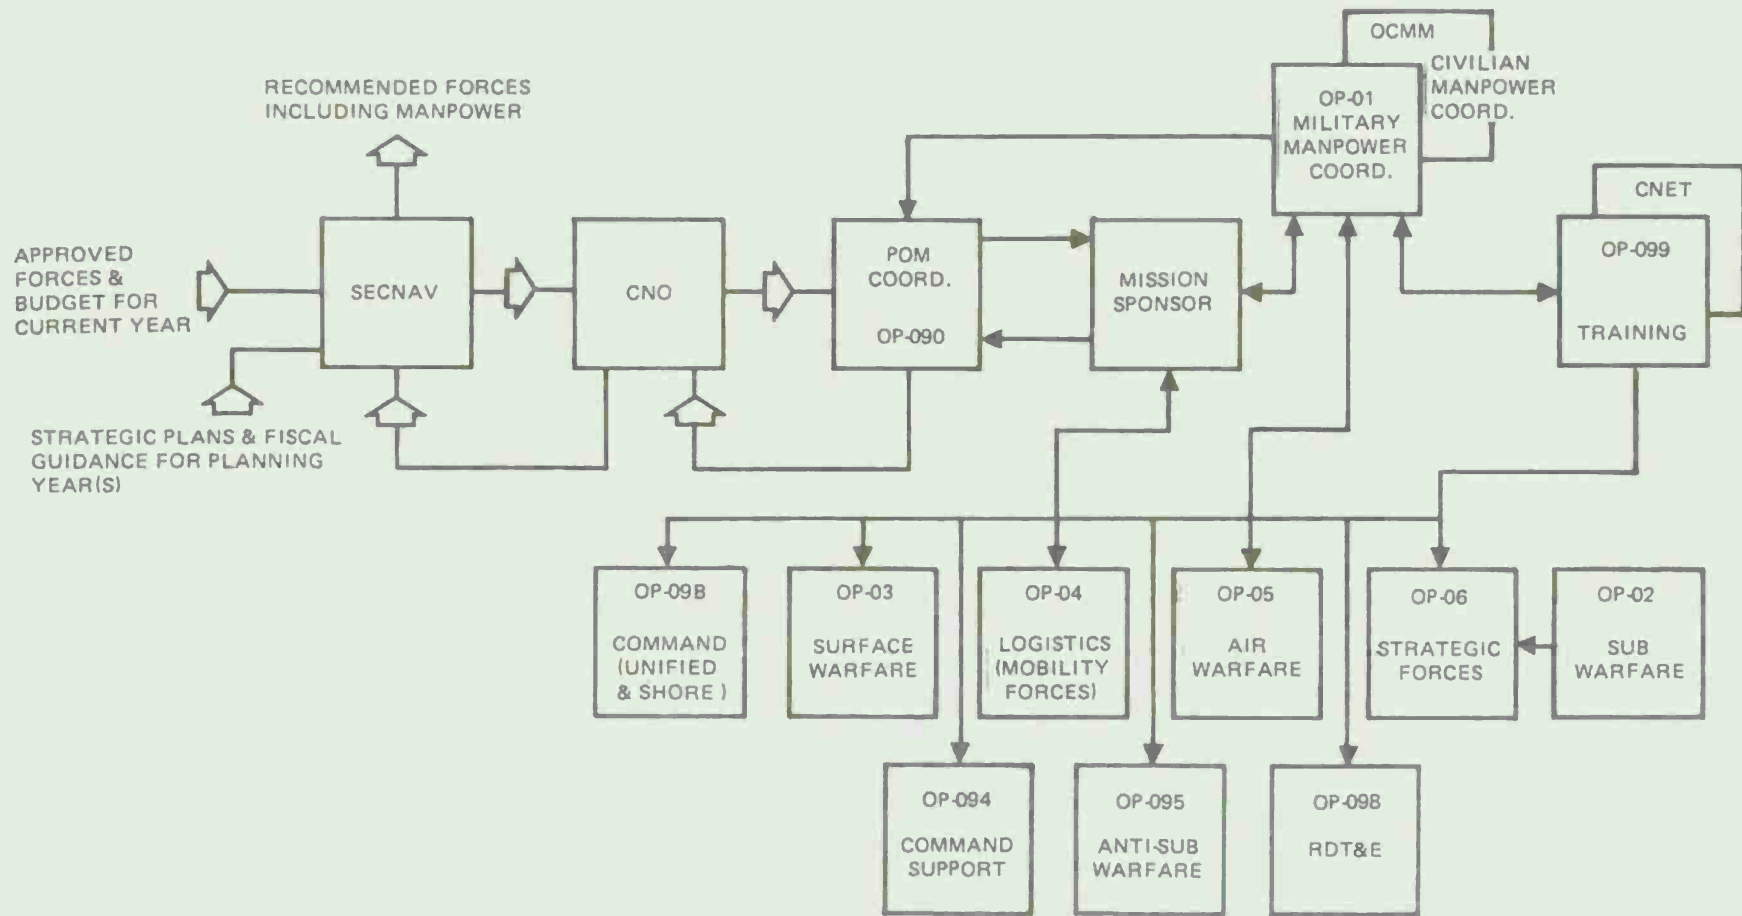 OCMM
CIVILIAN
MANPOWER
COORD.
OP-01
MILITARY
MANPOWER
COORD.
RECOMMENDED FORCES
INCLUDING MANPOWER
CNET
OP-099
TRAINING
APPROVED
FORCES &
BUDGET FOR
CURRENT YEAR
SECNAV
CNO
POM
COORD.
OP-090
MISSION
SPONSOR
STRATEGIC PLANS & FISCAL
GUIDANCE FOR PLANNING
YEAR(S)
OP-09B
COMMAND
(UNIFIED
& SHORE )
OP-03
SURFACE
WARFARE
OP-04
LOGISTICS
(MOBILITY
FORCES)
OP-05
AIR
WARFARE
OP-06
STRATEGIC
FORCES
OP-02
SUB
WARFARE
OP-094
COMMAND
SUPPORT
OP-095
ANTI-SUB
WARFARE
OP-098
RDT&E